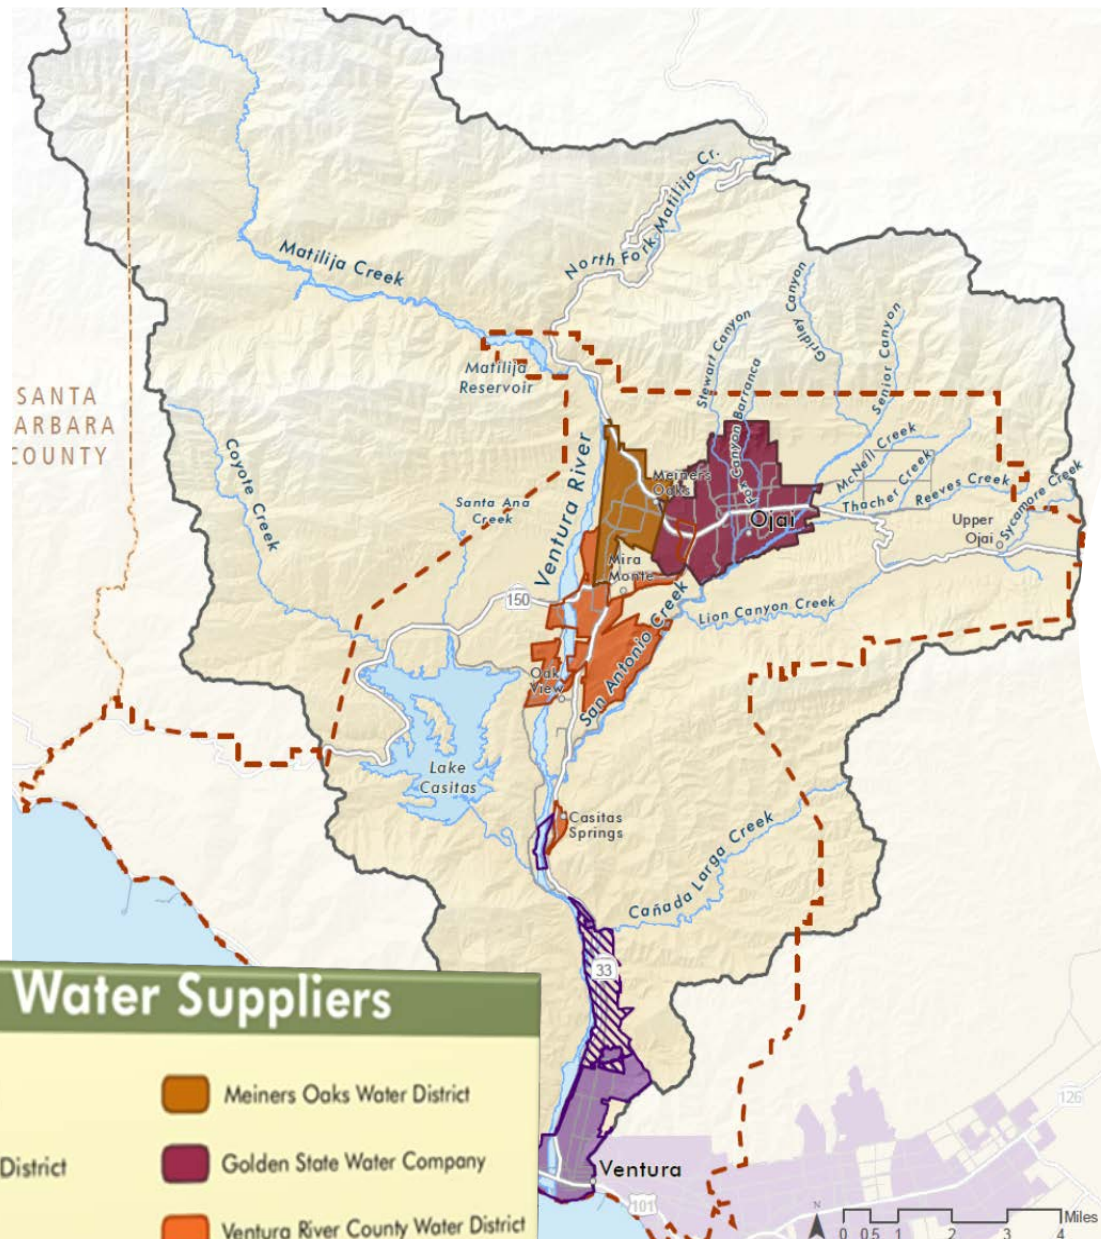 North Fork Matilija Cr.
Matilija Creek
Gridley Canyon
Senior Canyon
Stewart Canyon
Fox Canyon Barranca
Matilija
Reservoir
SANTA
ARBARA
COUNTY
Coyote Creek
Santa Ana
Creek
Ventura River
Meiners
Oaks
McNeil Creek
Thacher Creek
Reeves Creek
Sycamore Creek
Ojai
Upper
Ojai
Mira
Monte
150
Lion Canyon Creek
San Antonio Creek
Oak
View
Lake
Casitas
Casitas
Springs
Cañada Larga Creek
33
Water Suppliers
Meiners Oaks Water District
District
Golden State Water Company
Ventura River County Water District
Ventura
126
101
N
Miles
0 0.5 1 2 3 4